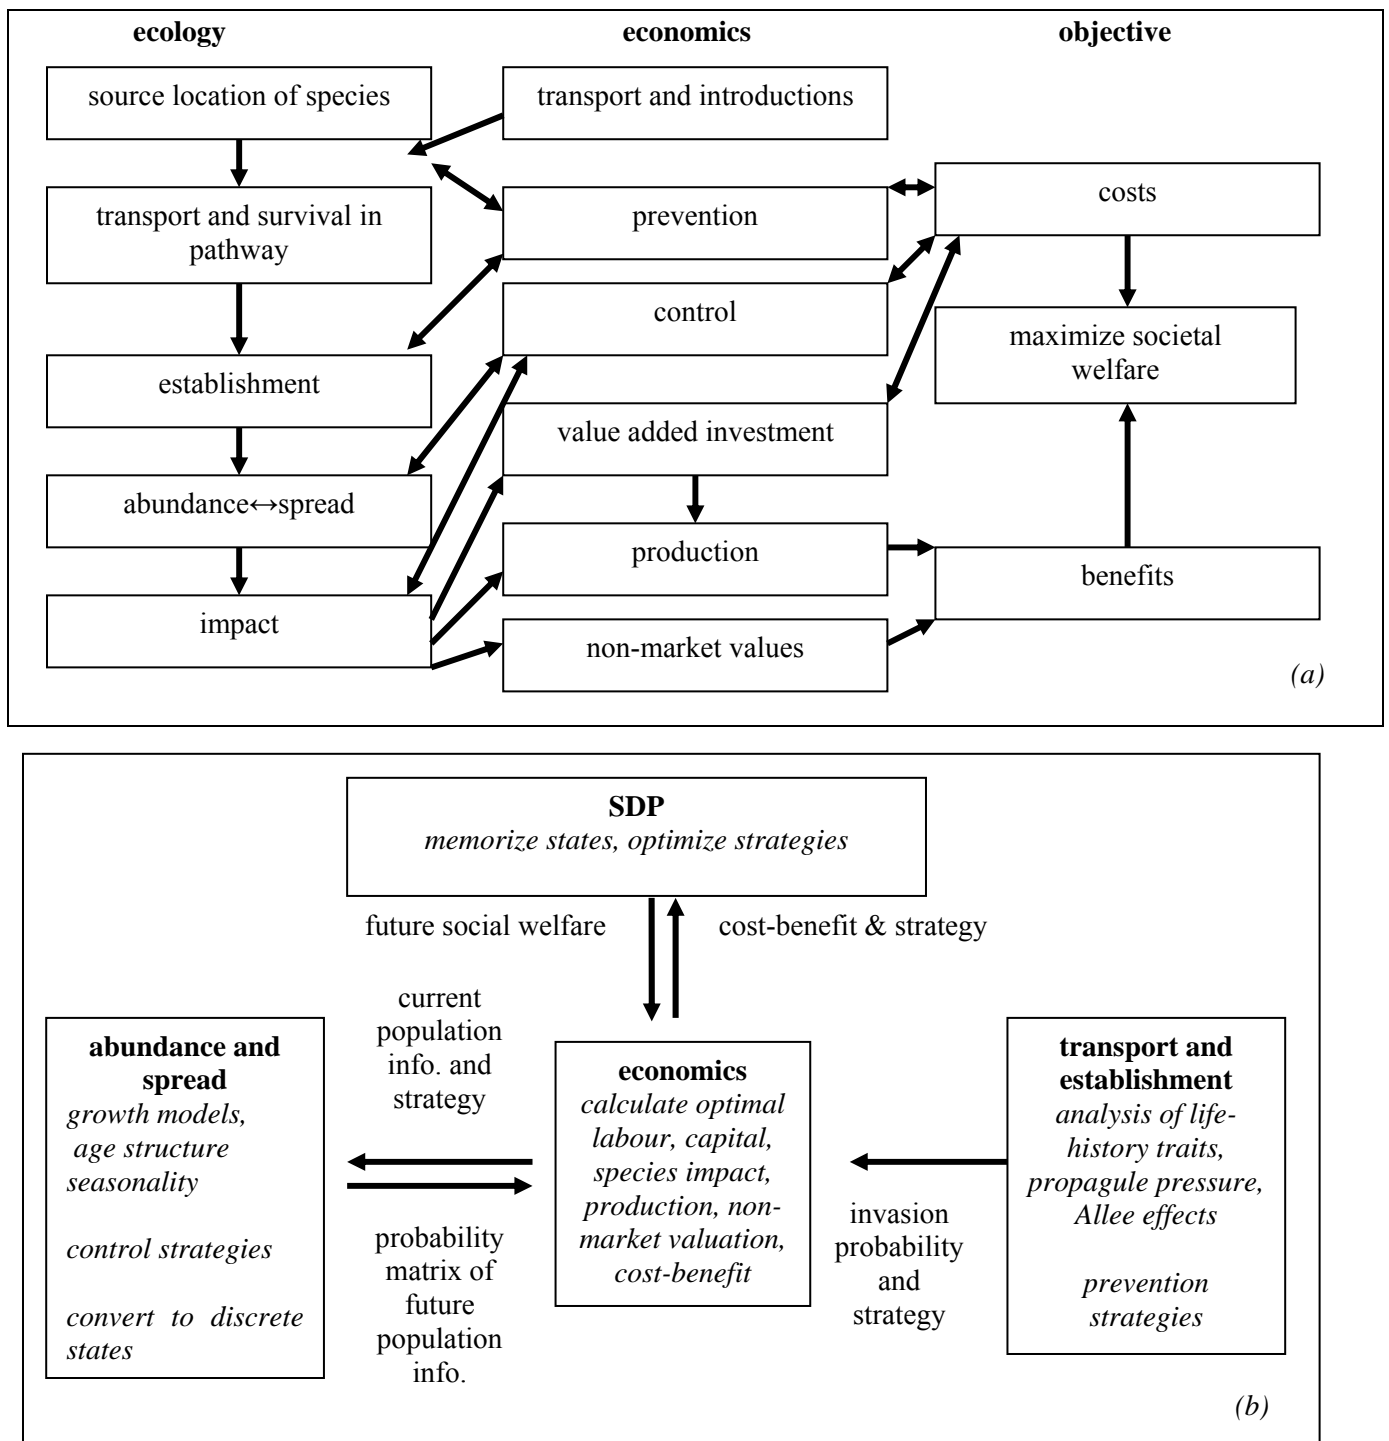 ecology
economics
objective
source location of species
transport and introductions
transport and survival in
pathway
prevention
costs
control
maximize societal
welfare
establishment
value added investment
abundance↔spread
production
benefits
impact
non-market values
(a)
SDP
memorize states, optimize strategies
future social welfare
cost-benefit & strategy
current
population
info. and
strategy
abundance and
spread
growth models,
age structure
seasonality
control strategies
convert to discrete
states
probability
matrix of
future
population
info.
economics
calculate optimal
labour, capital,
species impact,
production, non-
market valuation,
cost-benefit
invasion
probability
and
strategy
transport and
establishment
analysis of life-
history traits,
propagule pressure,
Allee effects
prevention
strategies
(b)